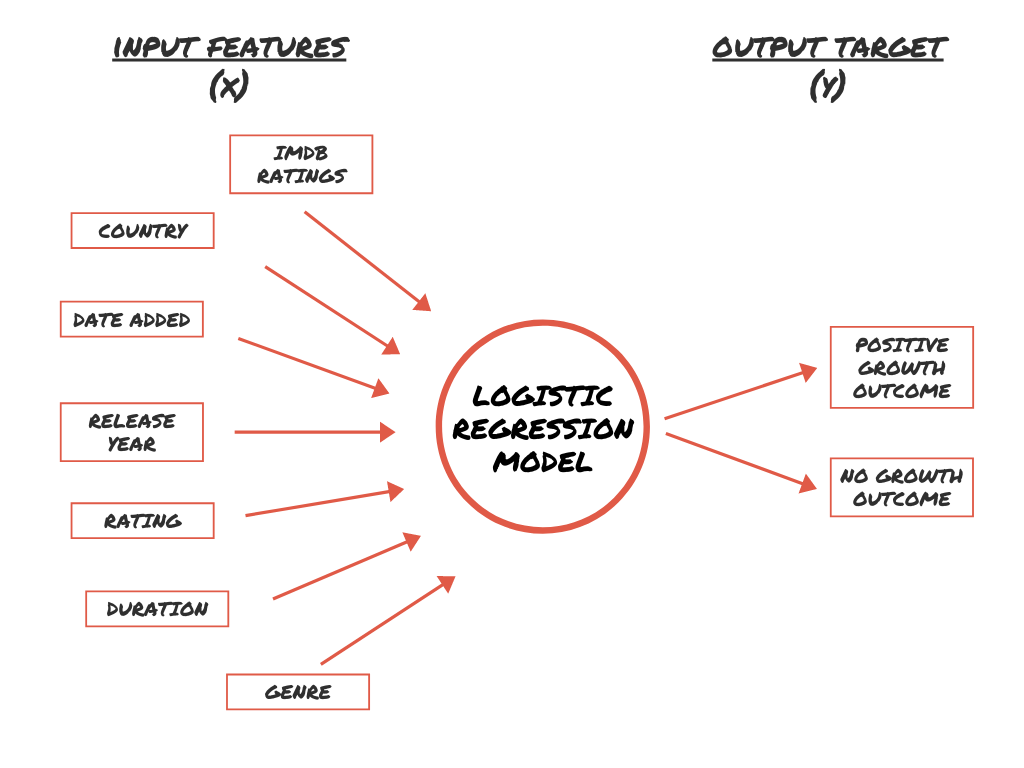 INPUT FEATURES
(X)
OUTPUT TARGET
(Y)
IMDB
RATINGS
COUNTRY
DATE ADDED
RELEASE
YEAR
RATING
DURATION
GENRE
LOGISTIC
REGRESSION
MODEL
POSITIVE
GROWTH
OUTCOME
NO GROWTH
OUTCOME